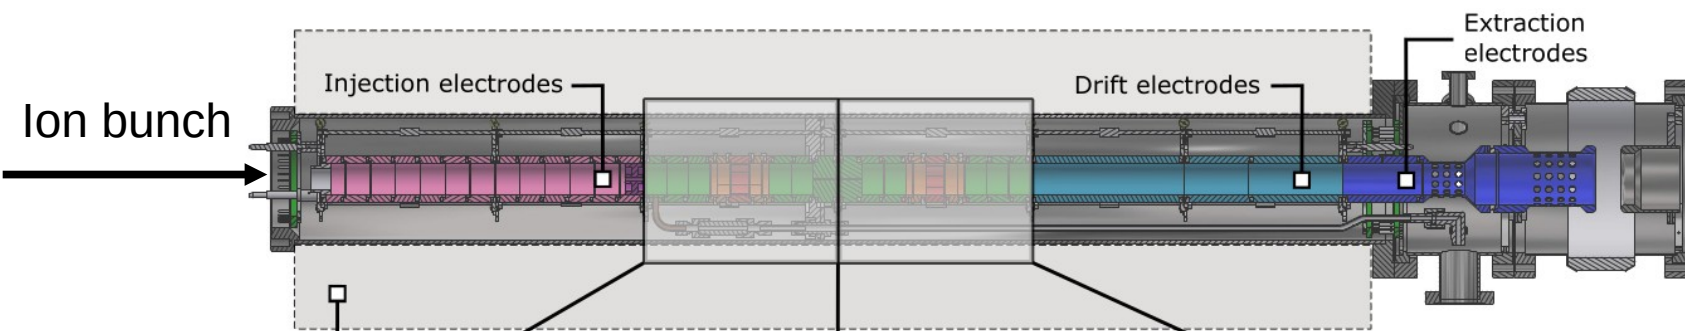 Extraction
electrodes
Injection electrodes
Drift electrodes
Ion bunch